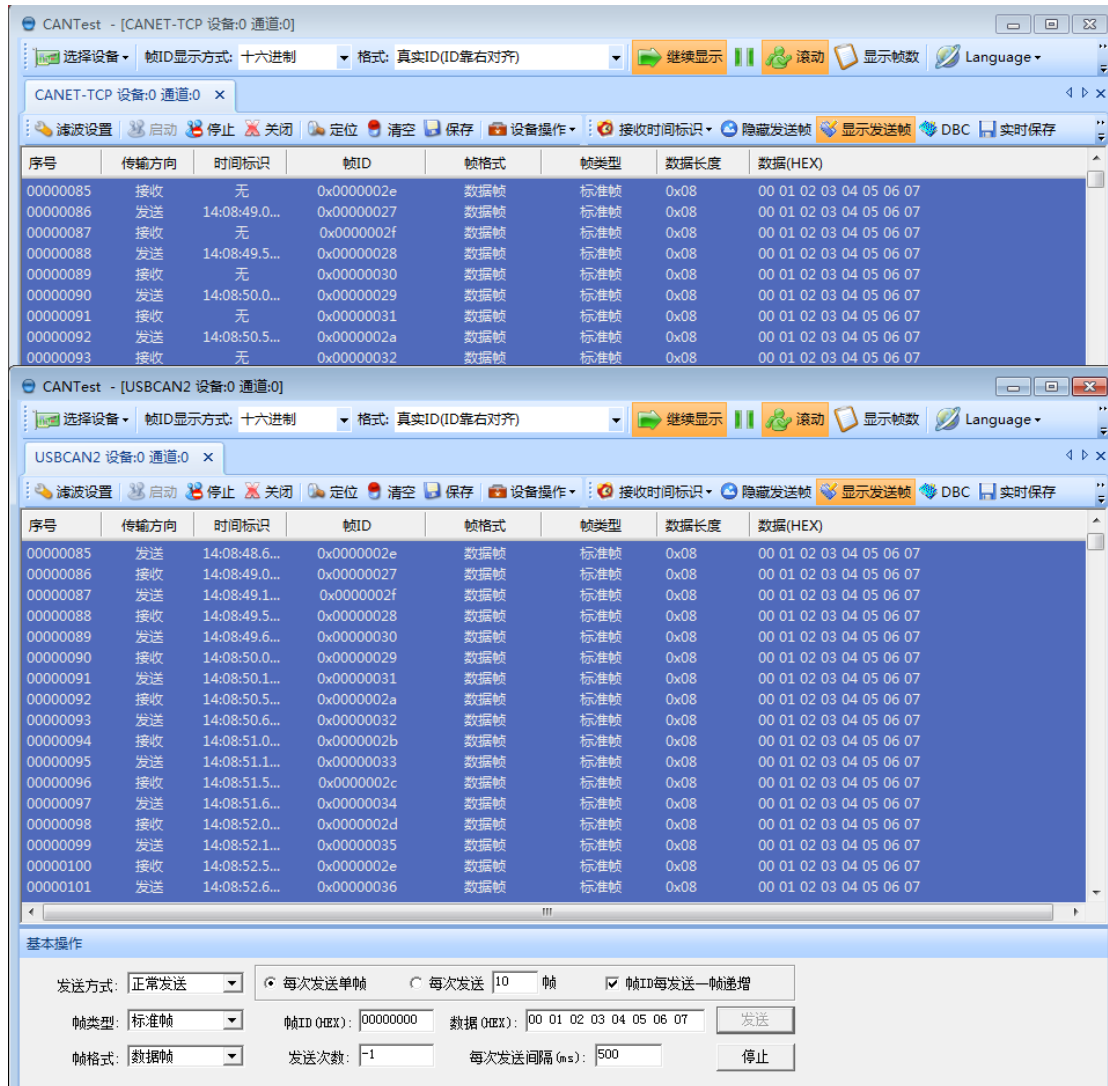 CANTest - [CANET-TCP 设备:0 通道:0]
选择设备 帧ID显示方式: 十六进制 格式: 真实ID(ID靠右对齐) 继续显示 滚动 显示帧数 Language
CANET-TCP 设备:0 通道:0
滤波设置 启动 停止 关闭 定位 清空 保存 设备操作 接收时间标识 隐藏发送帧 显示发送帧 DBC 实时保存
序号 传输方向 时间标识 帧ID 帧格式 帧类型 数据长度 数据(HEX)
00000085 接收 无 0x0000002e 数据帧 标准帧 0x08 00 01 02 03 04 05 06 07
00000086 发送 14:08:49.0... 0x00000027 数据帧 标准帧 0x08 00 01 02 03 04 05 06 07
00000087 接收 无 0x0000002f 数据帧 标准帧 0x08 00 01 02 03 04 05 06 07
00000088 发送 14:08:49.5... 0x00000028 数据帧 标准帧 0x08 00 01 02 03 04 05 06 07
00000089 接收 无 0x00000030 数据帧 标准帧 0x08 00 01 02 03 04 05 06 07
00000090 发送 14:08:50.0... 0x00000029 数据帧 标准帧 0x08 00 01 02 03 04 05 06 07
00000091 接收 无 0x00000031 数据帧 标准帧 0x08 00 01 02 03 04 05 06 07
00000092 发送 14:08:50.5... 0x0000002a 数据帧 标准帧 0x08 00 01 02 03 04 05 06 07
00000093 接收 无 0x00000032 数据帧 标准帧 0x08 00 01 02 03 04 05 06 07
CANTest - [USBCAN2 设备:0 通道:0]
选择设备 帧ID显示方式: 十六进制 格式: 真实ID(ID靠右对齐) 继续显示 滚动 显示帧数 Language
USBCAN2 设备:0 通道:0
滤波设置 启动 停止 关闭 定位 清空 保存 设备操作 接收时间标识 隐藏发送帧 显示发送帧 DBC 实时保存
序号 传输方向 时间标识 帧ID 帧格式 帧类型 数据长度 数据(HEX)
00000085 发送 14:08:48.6... 0x0000002e 数据帧 标准帧 0x08 00 01 02 03 04 05 06 07
00000086 接收 14:08:49.0... 0x00000027 数据帧 标准帧 0x08 00 01 02 03 04 05 06 07
00000087 发送 14:08:49.1... 0x0000002f 数据帧 标准帧 0x08 00 01 02 03 04 05 06 07
00000088 接收 14:08:49.5... 0x00000028 数据帧 标准帧 0x08 00 01 02 03 04 05 06 07
00000089 发送 14:08:49.6... 0x00000030 数据帧 标准帧 0x08 00 01 02 03 04 05 06 07
00000090 接收 14:08:50.0... 0x00000029 数据帧 标准帧 0x08 00 01 02 03 04 05 06 07
00000091 发送 14:08:50.1... 0x00000031 数据帧 标准帧 0x08 00 01 02 03 04 05 06 07
00000092 接收 14:08:50.5... 0x0000002a 数据帧 标准帧 0x08 00 01 02 03 04 05 06 07
00000093 发送 14:08:50.6... 0x00000032 数据帧 标准帧 0x08 00 01 02 03 04 05 06 07
00000094 接收 14:08:51.0... 0x0000002b 数据帧 标准帧 0x08 00 01 02 03 04 05 06 07
00000095 发送 14:08:51.1... 0x00000033 数据帧 标准帧 0x08 00 01 02 03 04 05 06 07
00000096 接收 14:08:51.5... 0x0000002c 数据帧 标准帧 0x08 00 01 02 03 04 05 06 07
00000097 发送 14:08:51.6... 0x00000034 数据帧 标准帧 0x08 00 01 02 03 04 05 06 07
00000098 接收 14:08:52.0... 0x0000002d 数据帧 标准帧 0x08 00 01 02 03 04 05 06 07
00000099 发送 14:08:52.1... 0x00000035 数据帧 标准帧 0x08 00 01 02 03 04 05 06 07
00000100 接收 14:08:52.5... 0x0000002e 数据帧 标准帧 0x08 00 01 02 03 04 05 06 07
00000101 发送 14:08:52.6... 0x00000036 数据帧 标准帧 0x08 00 01 02 03 04 05 06 07
基本操作
发送方式: 正常发送 每次发送单帧 每次发送 10 帧 帧ID每发送一帧递增
帧类型: 标准帧 帧ID(HEX): 00000000 数据(HEX): 00 01 02 03 04 05 06 07 发送
帧格式: 数据帧 发送次数: -1 每次发送间隔(ms): 500 停止